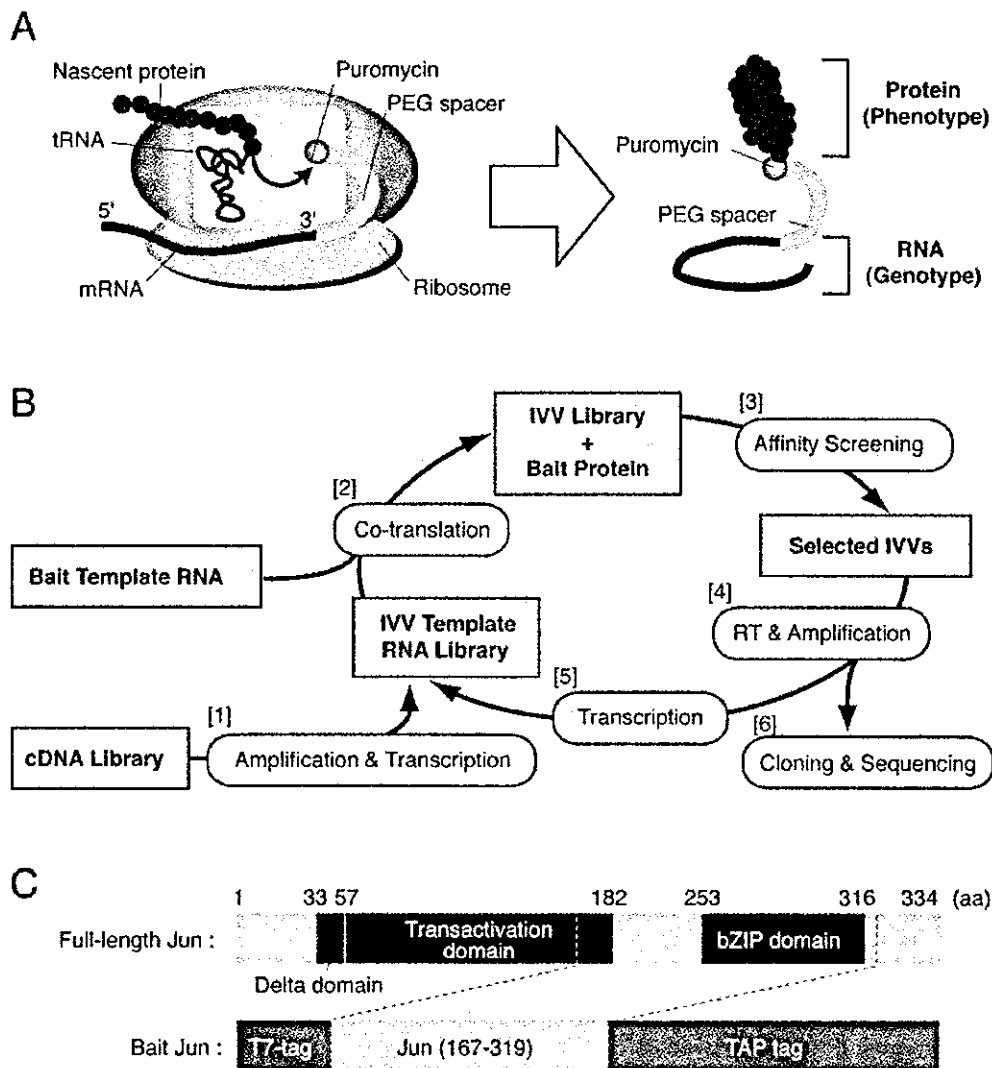 A
Nascent protein
Puromycin
PEG spacer
tRNA
5'
3'
mRNA
Ribosome
Puromycin
PEG spacer
Protein
(Phenotype)
RNA
(Genotype)
B
IVV Library
+
Bait Protein
[3]
Affinity Screening
[2]
Co-translation
Selected IVVs
Bait Template RNA
[4]
RT & Amplification
IVV Template
RNA Library
[5]
Transcription
[1]
cDNA Library
Amplification & Transcription
[6]
Cloning & Sequencing
C
1 33 57 182 253 316 334 (aa)
Full-length Jun :
Transactivation
domain
bZIP domain
Delta domain
Bait Jun :
T7-tag
Jun (167-319)
TAP tag